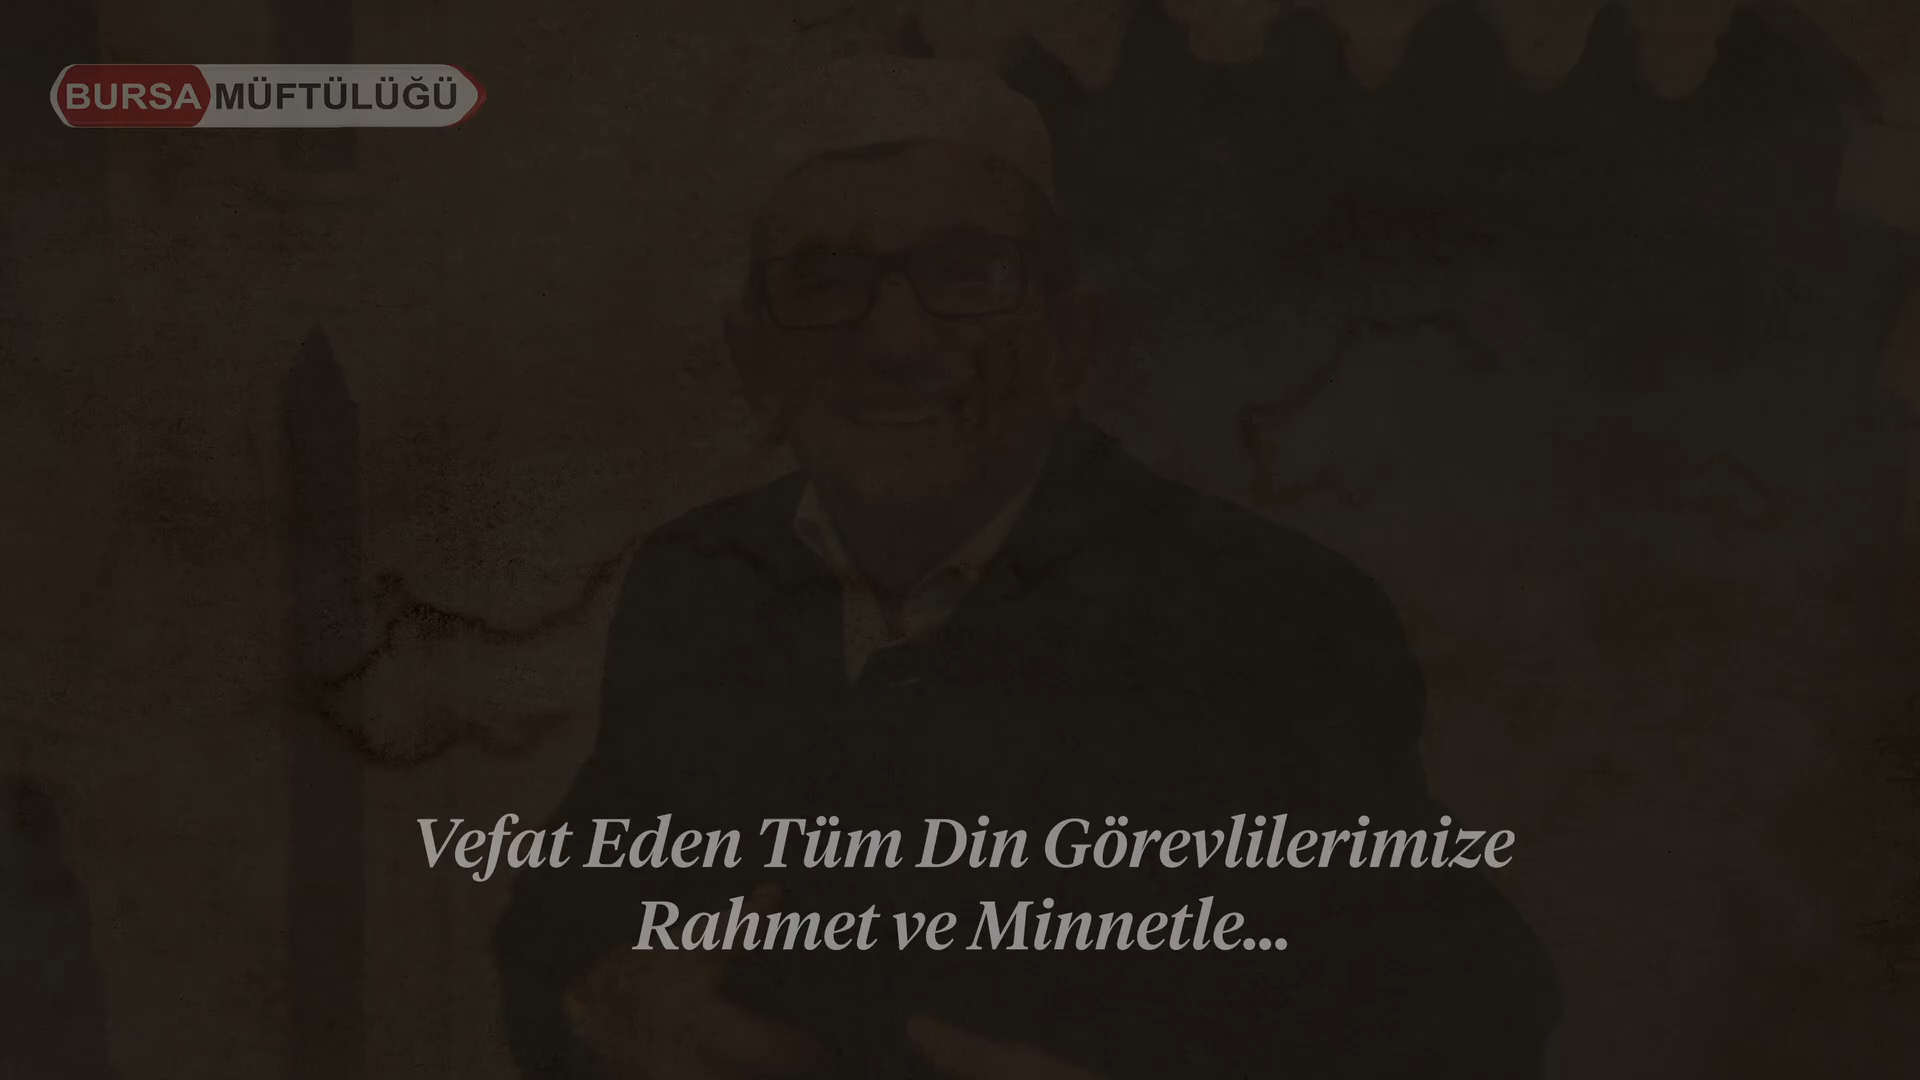 BURSA MÜFTÜLÜĞÜ
Vefat Eden Tüm Din Görevlilerimize
Rahmet ve Minnetle...